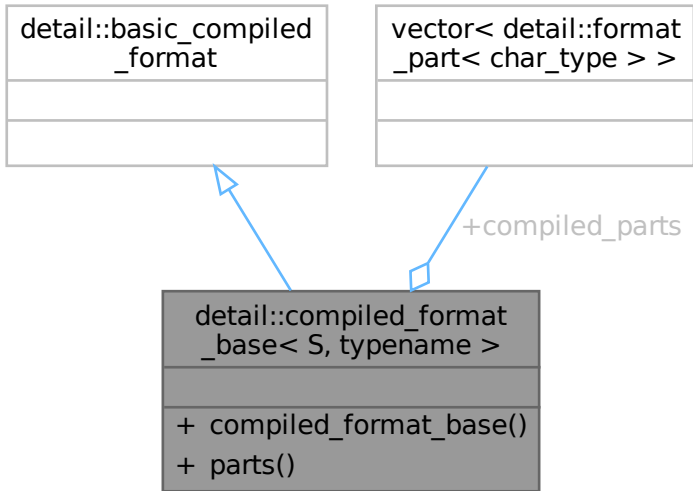 detail::basic_compiled
_format
vector< detail::format
_part< char_type > >
+compiled_parts
detail::compiled_format
_base< S, typename >
+ compiled_format_base()
+ parts()